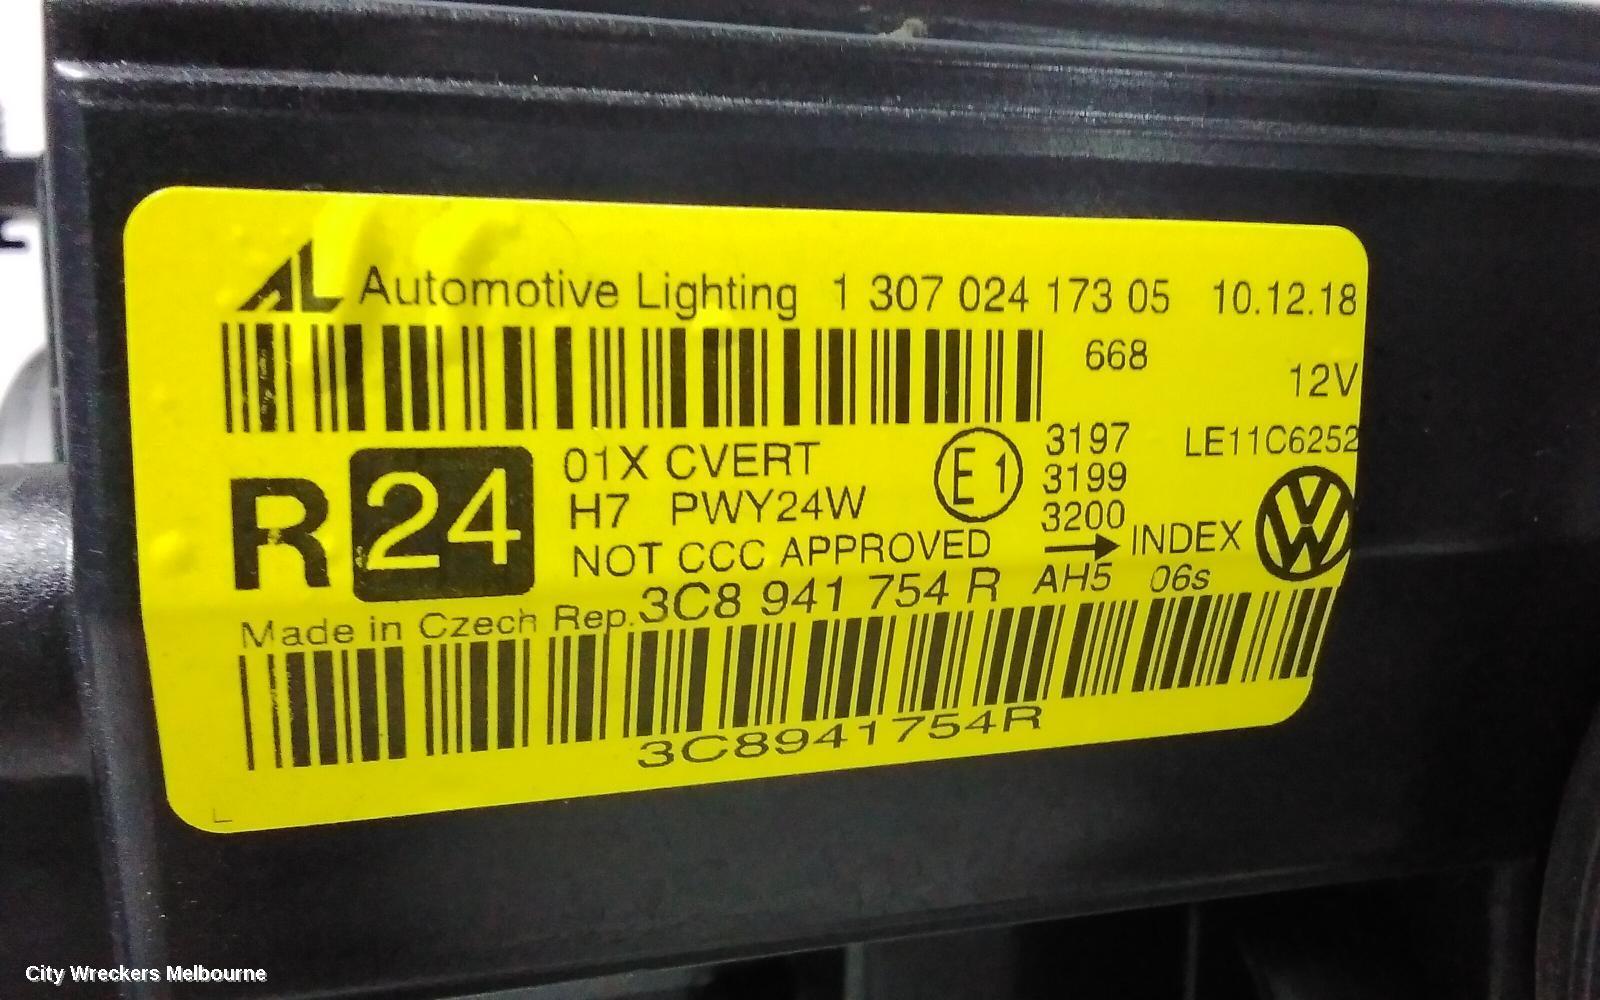 AL Automotive Lighting 1 307 024 173 05 10.12.18
668
12V
R 24
01X CVERT
H7 PWY24W
NOT CCC APPROVED
E1
3197
3199
3200
LE11C6252
INDEX
VW
Made in Czech Rep. 3C8 941 754 R AH5 06s
3C8941754R
L
City Wreckers Melbourne